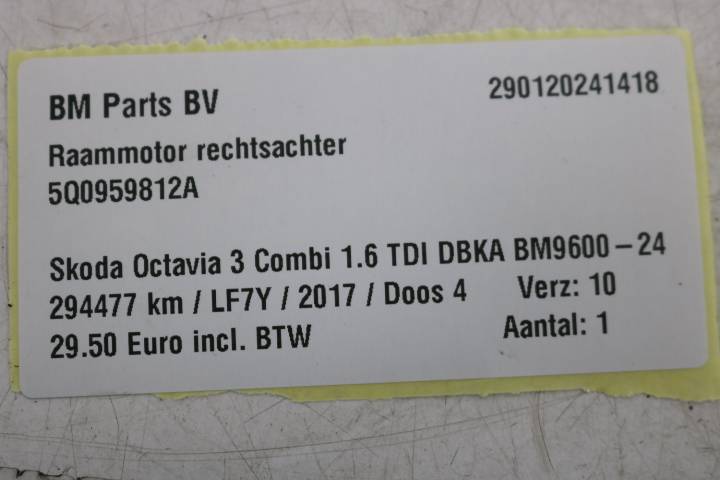 BM Parts BV 290120241418
Raammotor rechtsachter
5Q0959812A
Skoda Octavia 3 Combi 1.6 TDI DBKA BM9600-24
294477 km / LF7Y / 2017 / Doos 4 Verz: 10
29.50 Euro incl. BTW Aantal: 1